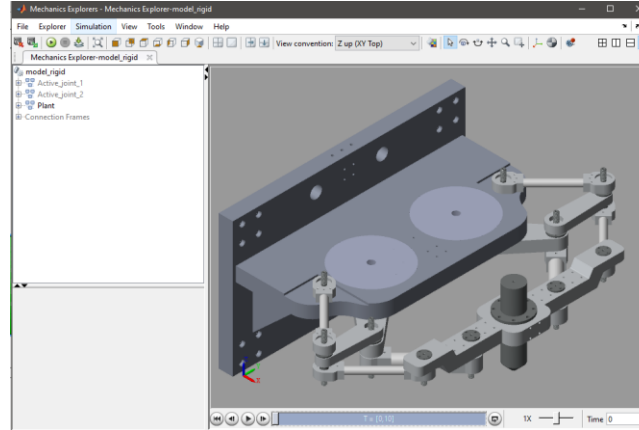 Mechanics Explorers - Mechanics Explorer-model_rigid
File Explorer Simulation View Tools Window Help
View convention: Z up (XY Top)
Mechanics Explorer-model_rigid
model_rigid
Active_joint_1
Active_joint_2
Plant
Connection Frames
T = [0,10]
1X
Time 0